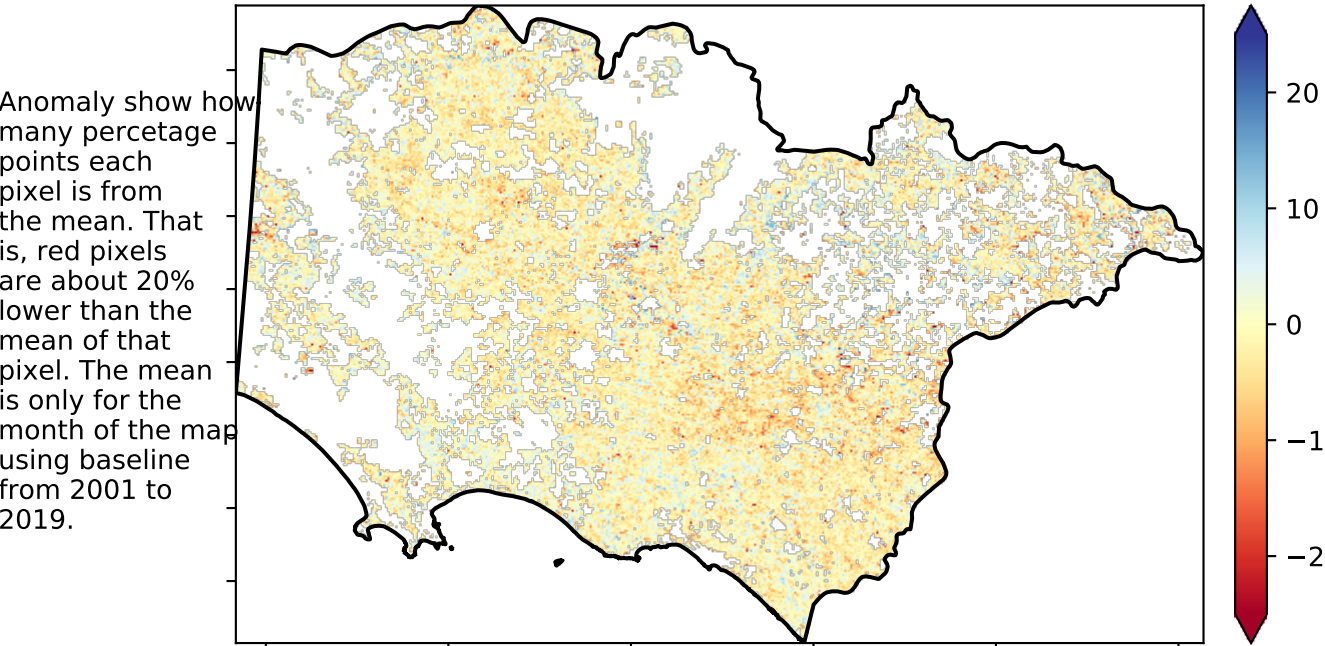 Anomaly show how
many percetage
points each
pixel is from
the mean. That
is, red pixels
are about 20%
lower than the
mean of that
pixel. The mean
is only for the
month of the map
using baseline
from 2001 to
2019.
20
10
0
−1
−2